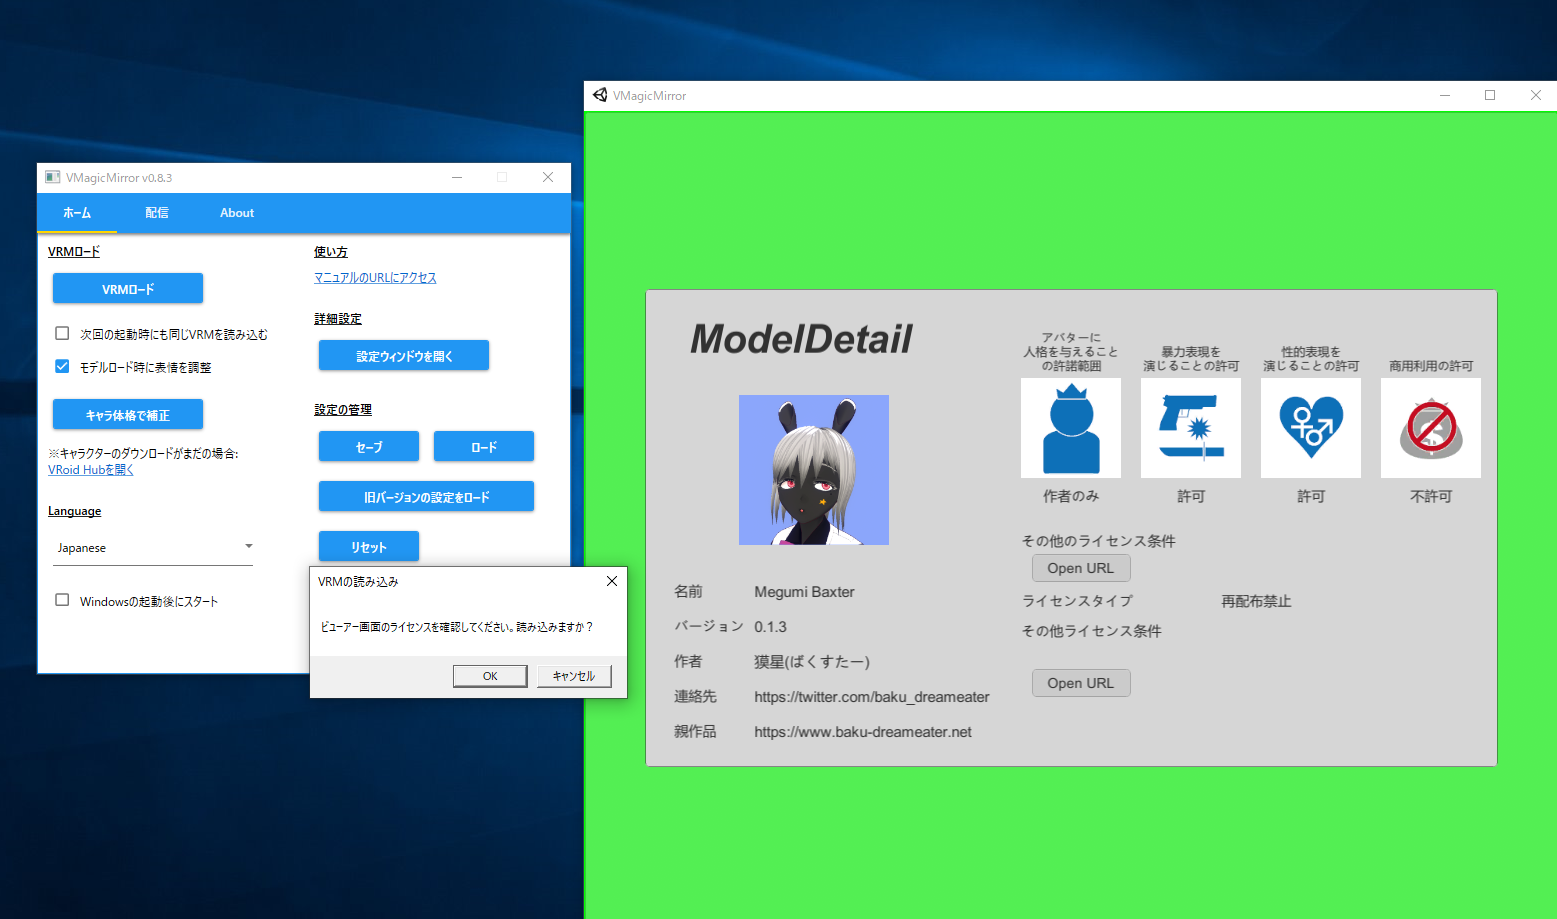 VMagicMirror
VMagicMirror v0.8.3
ホーム
配信
About
VRMロード
VRMロード
次回の起動時にも同じVRMを読み込む
モデルロード時に表情を調整
キャラ体格で補正
※キャラクターのダウンロードがまだの場合:
VRoid Hubを開く
Language
Japanese
Windowsの起動後にスタート
使い方
マニュアルのURLにアクセス
詳細設定
設定ウィンドウを開く
設定の管理
セーブ
ロード
旧バージョンの設定をロード
リセット
VRMの読み込み
ビューアー画面のライセンスを確認してください。読み込みますか？
OK
キャンセル
ModelDetail
名前 Megumi Baxter
バージョン 0.1.3
作者 獏星(ばくすたー)
連絡先 https://twitter.com/baku_dreameater
親作品 https://www.baku-dreameater.net
アバターに
人格を与えること
の許諾範囲
作者のみ
暴力表現を
演じることの許可
許可
性的表現を
演じることの許可
許可
商用利用の許可
不許可
その他のライセンス条件
Open URL
ライセンスタイプ 再配布禁止
その他ライセンス条件
Open URL